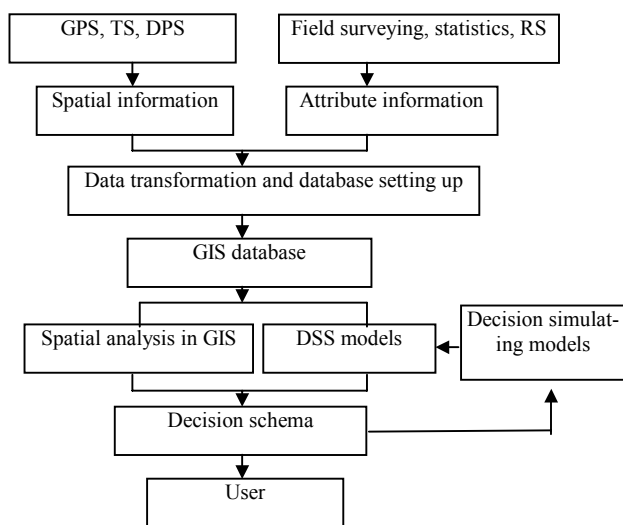 GPS, TS, DPS
Field surveying, statistics, RS
Spatial information
Attribute information
Data transformation and database setting up
GIS database
Spatial analysis in GIS
DSS models
Decision simulat-
ing models
Decision schema
User